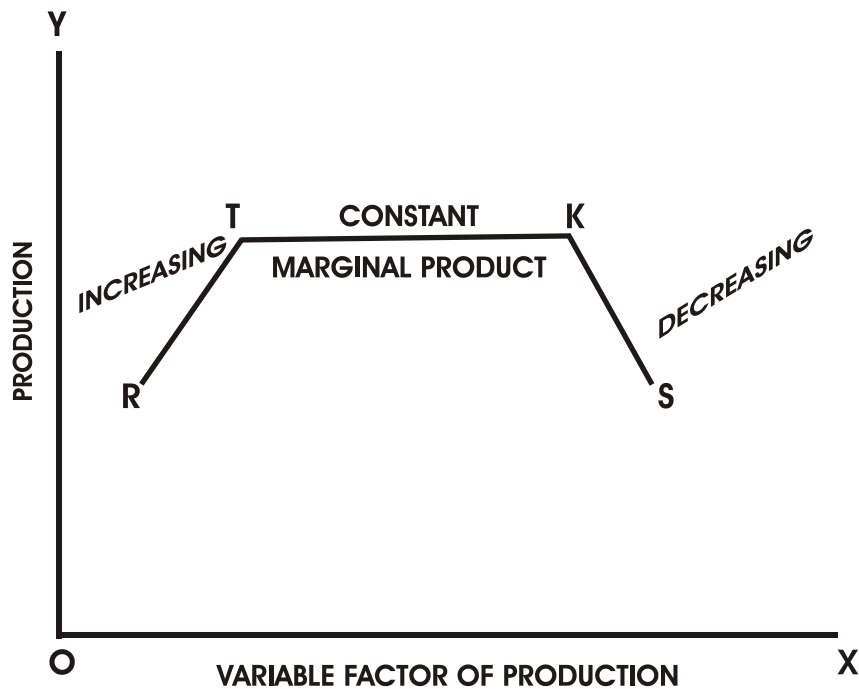 Y
T
CONSTANT
K
INCREASING
MARGINAL PRODUCT
DECREASING
PRODUCTION
R
S
O
X
VARIABLE FACTOR OF PRODUCTION